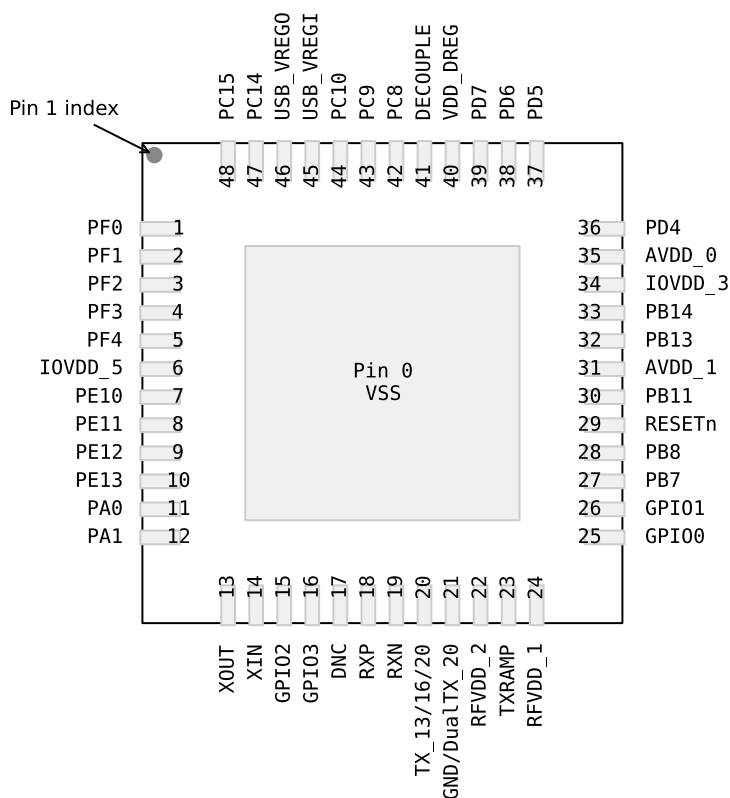 PC15
PC14
USB_VREGO
USB_VREGI
PC10
PC9
PC8
DECOUPLE
VDD_DREG
PD7
PD6
PD5
Pin 1 index
48
47
46
45
44
43
42
41
40
39
38
37
PF0 1
PF1 2
PF2 3
PF3 4
PF4 5
IOVDD_5 6
PE10 7
PE11 8
PE12 9
PE13 10
PA0 11
PA1 12
Pin 0
VSS
36 PD4
35 AVDD_0
34 IOVDD_3
33 PB14
32 PB13
31 AVDD_1
30 PB11
29 RESETn
28 PB8
27 PB7
26 GPIO1
25 GPIO0
13
14
15
16
17
18
19
20
21
22
23
24
XOUT
XIN
GPIO2
GPIO3
DNC
RXP
RXN
TX_13/16/20
GND/DualTX_20
RFVDD_2
TXRAMP
RFVDD_1